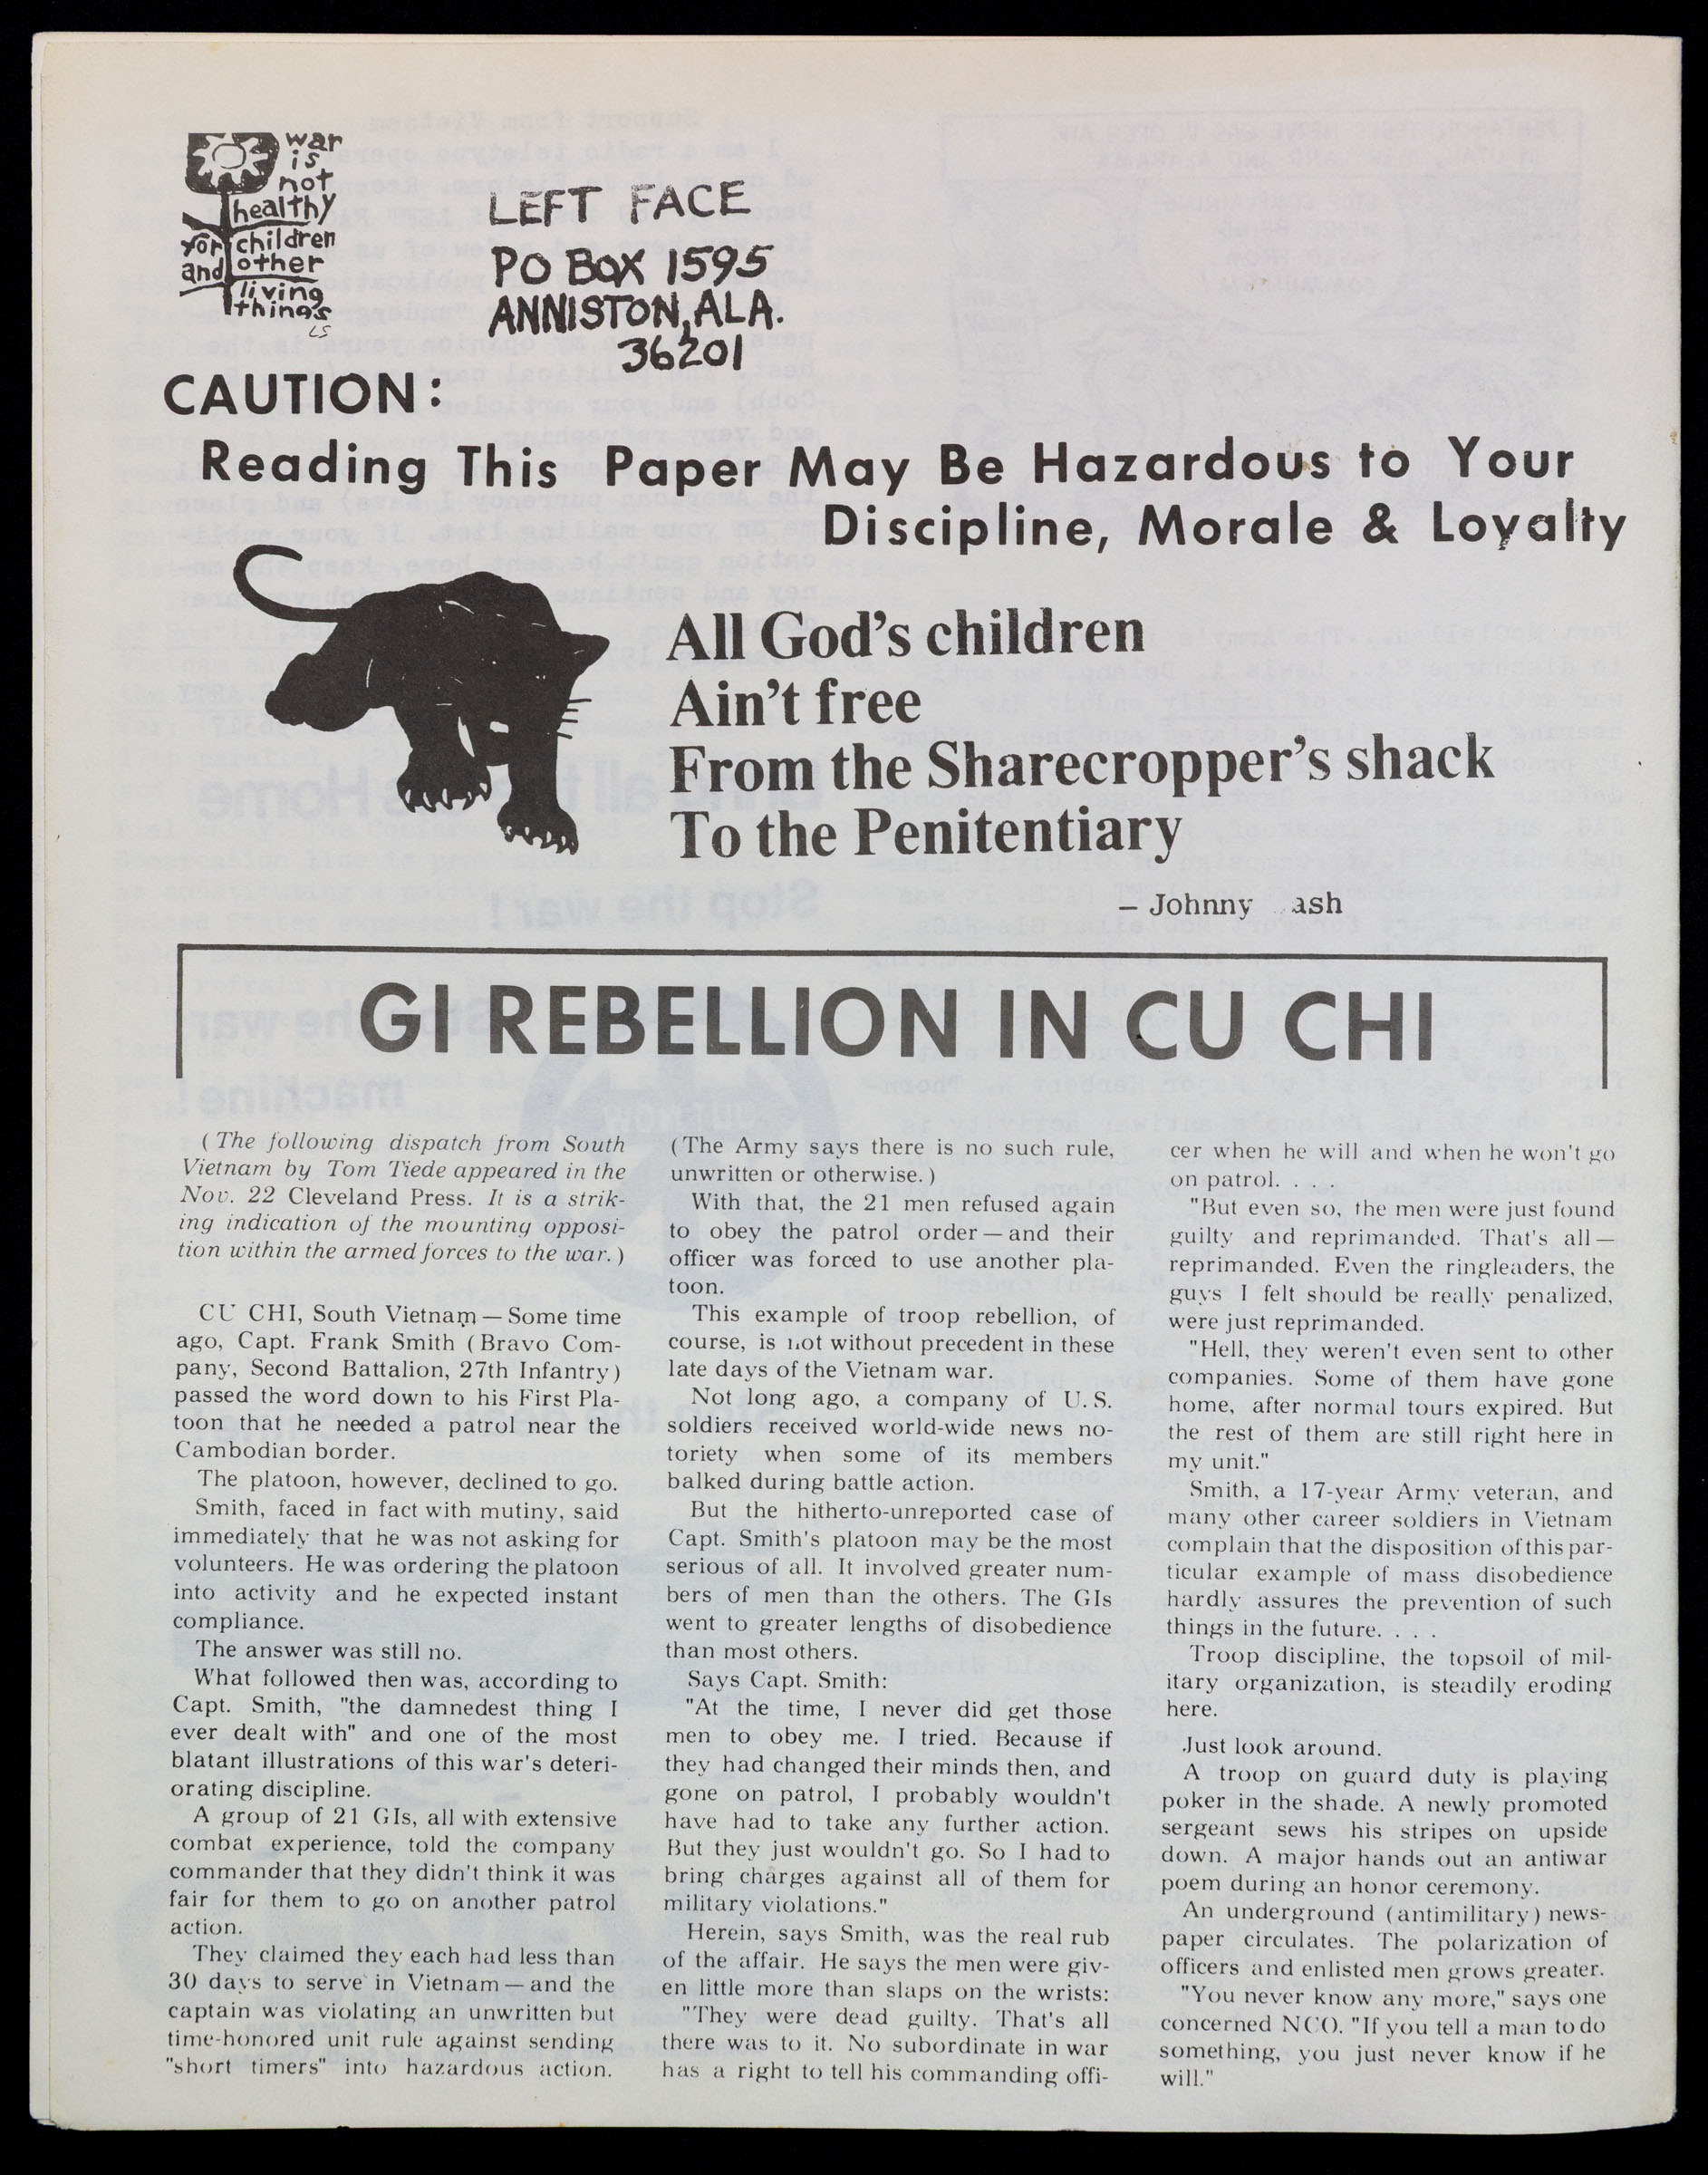 war
is
not
healthy
for children
and other
living
things
LS
LEFT FACE
PO BOX 1595
ANNISTON, ALA.
36201
CAUTION:
Reading This Paper May Be Hazardous to Your
Discipline, Morale & Loyalty
All God's children
Ain't free
From the Sharecropper's shack
To the Penitentiary
– Johnny ash
GI REBELLION IN CU CHI
(The following dispatch from South
Vietnam by Tom Tiede appeared in the
Nov. 22 Cleveland Press. It is a strik-
ing indication of the mounting opposi-
tion within the armed forces to the war.)
CU CHI, South Vietnam — Some time
ago, Capt. Frank Smith (Bravo Com-
pany, Second Battalion, 27th Infantry)
passed the word down to his First Pla-
toon that he needed a patrol near the
Cambodian border.
The platoon, however, declined to go.
Smith, faced in fact with mutiny, said
immediately that he was not asking for
volunteers. He was ordering the platoon
into activity and he expected instant
compliance.
The answer was still no.
What followed then was, according to
Capt. Smith, "the damnedest thing I
ever dealt with" and one of the most
blatant illustrations of this war's deteri-
orating discipline.
A group of 21 GIs, all with extensive
combat experience, told the company
commander that they didn't think it was
fair for them to go on another patrol
action.
They claimed they each had less than
30 days to serve in Vietnam — and the
captain was violating an unwritten but
time-honored unit rule against sending
"short timers" into hazardous action.
(The Army says there is no such rule,
unwritten or otherwise.)
With that, the 21 men refused again
to obey the patrol order — and their
officer was forced to use another pla-
toon.
This example of troop rebellion, of
course, is not without precedent in these
late days of the Vietnam war.
Not long ago, a company of U.S.
soldiers received world-wide news no-
toriety when some of its members
balked during battle action.
But the hitherto-unreported case of
Capt. Smith's platoon may be the most
serious of all. It involved greater num-
bers of men than the others. The GIs
went to greater lengths of disobedience
than most others.
Says Capt. Smith:
"At the time, I never did get those
men to obey me. I tried. Because if
they had changed their minds then, and
gone on patrol, I probably wouldn't
have had to take any further action.
But they just wouldn't go. So I had to
bring charges against all of them for
military violations."
Herein, says Smith, was the real rub
of the affair. He says the men were giv-
en little more than slaps on the wrists:
"They were dead guilty. That's all
there was to it. No subordinate in war
has a right to tell his commanding offi-
cer when he will and when he won't go
on patrol. . . .
"But even so, the men were just found
guilty and reprimanded. That's all —
reprimanded. Even the ringleaders, the
guys I felt should be really penalized,
were just reprimanded.
"Hell, they weren't even sent to other
companies. Some of them have gone
home, after normal tours expired. But
the rest of them are still right here in
my unit."
Smith, a 17-year Army veteran, and
many other career soldiers in Vietnam
complain that the disposition of this par-
ticular example of mass disobedience
hardly assures the prevention of such
things in the future. . . .
Troop discipline, the topsoil of mil-
itary organization, is steadily eroding
here.
Just look around.
A troop on guard duty is playing
poker in the shade. A newly promoted
sergeant sews his stripes on upside
down. A major hands out an antiwar
poem during an honor ceremony.
An underground (antimilitary) news-
paper circulates. The polarization of
officers and enlisted men grows greater.
"You never know any more," says one
concerned NCO. "If you tell a man to do
something, you just never know if he
will."